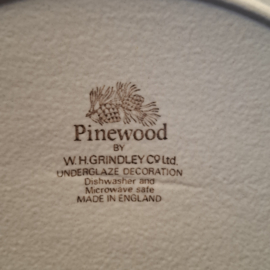 Pinewood
BY
W.H.GRINDLEY CO Ltd.
UNDERGLAZE DECORATION
Dishwasher and
Microwave safe
MADE IN ENGLAND